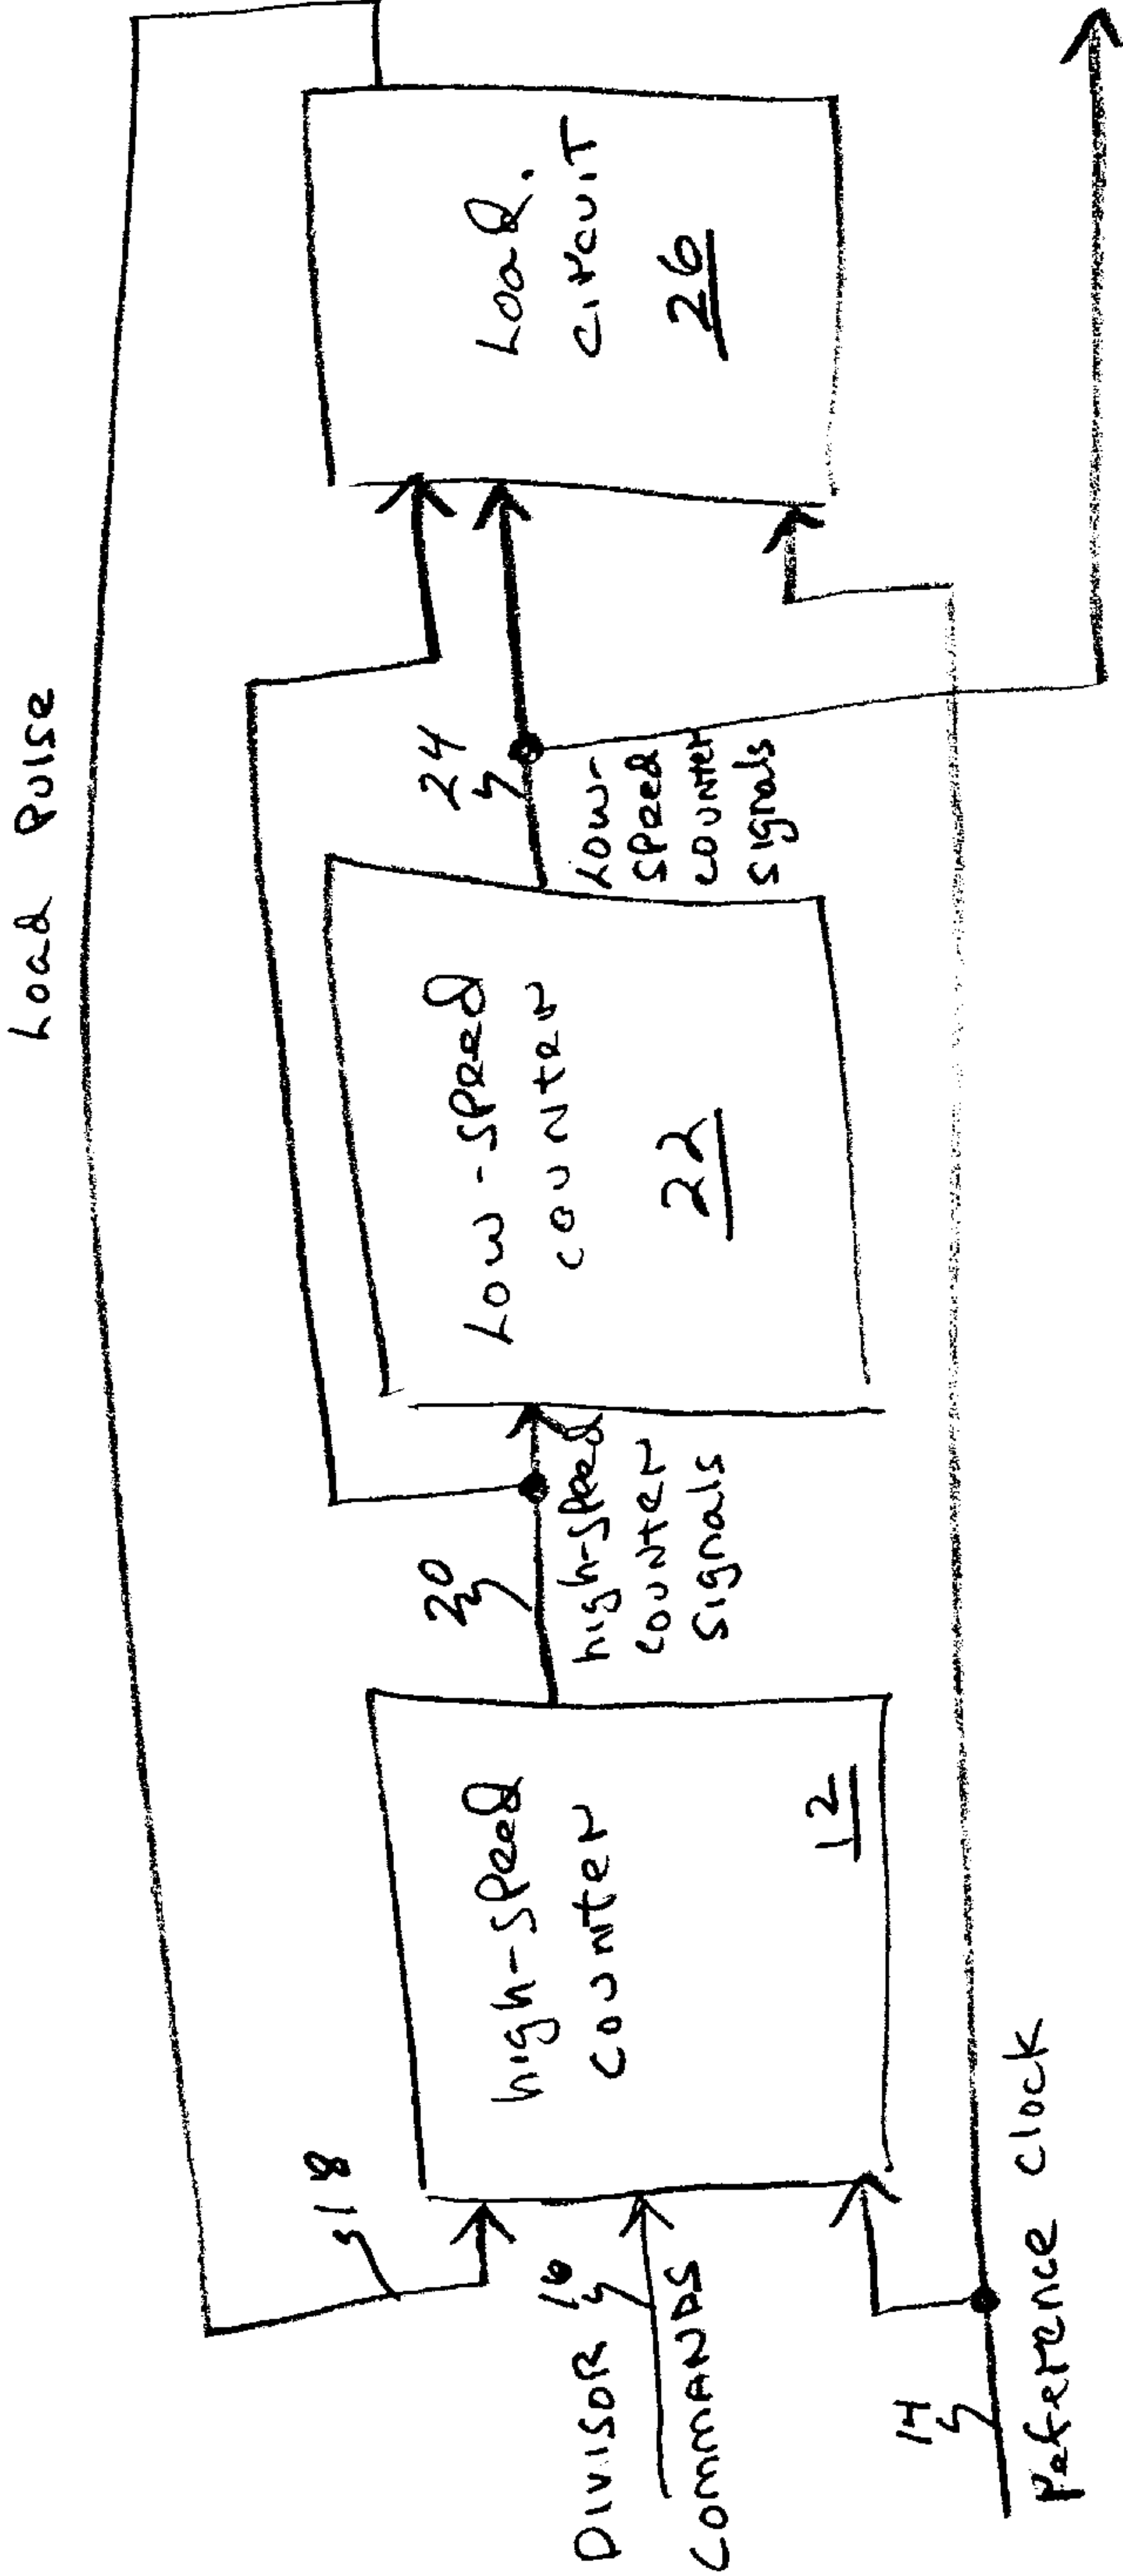 Load Pulse
18
DIVISOR 16
COMMANDS
14
Reference Clock
high-speed
counter
12
20
high-speed
counter
signals
Low-speed
counter
22
24
Low-
speed
counter
signals
Load.
circuit
26